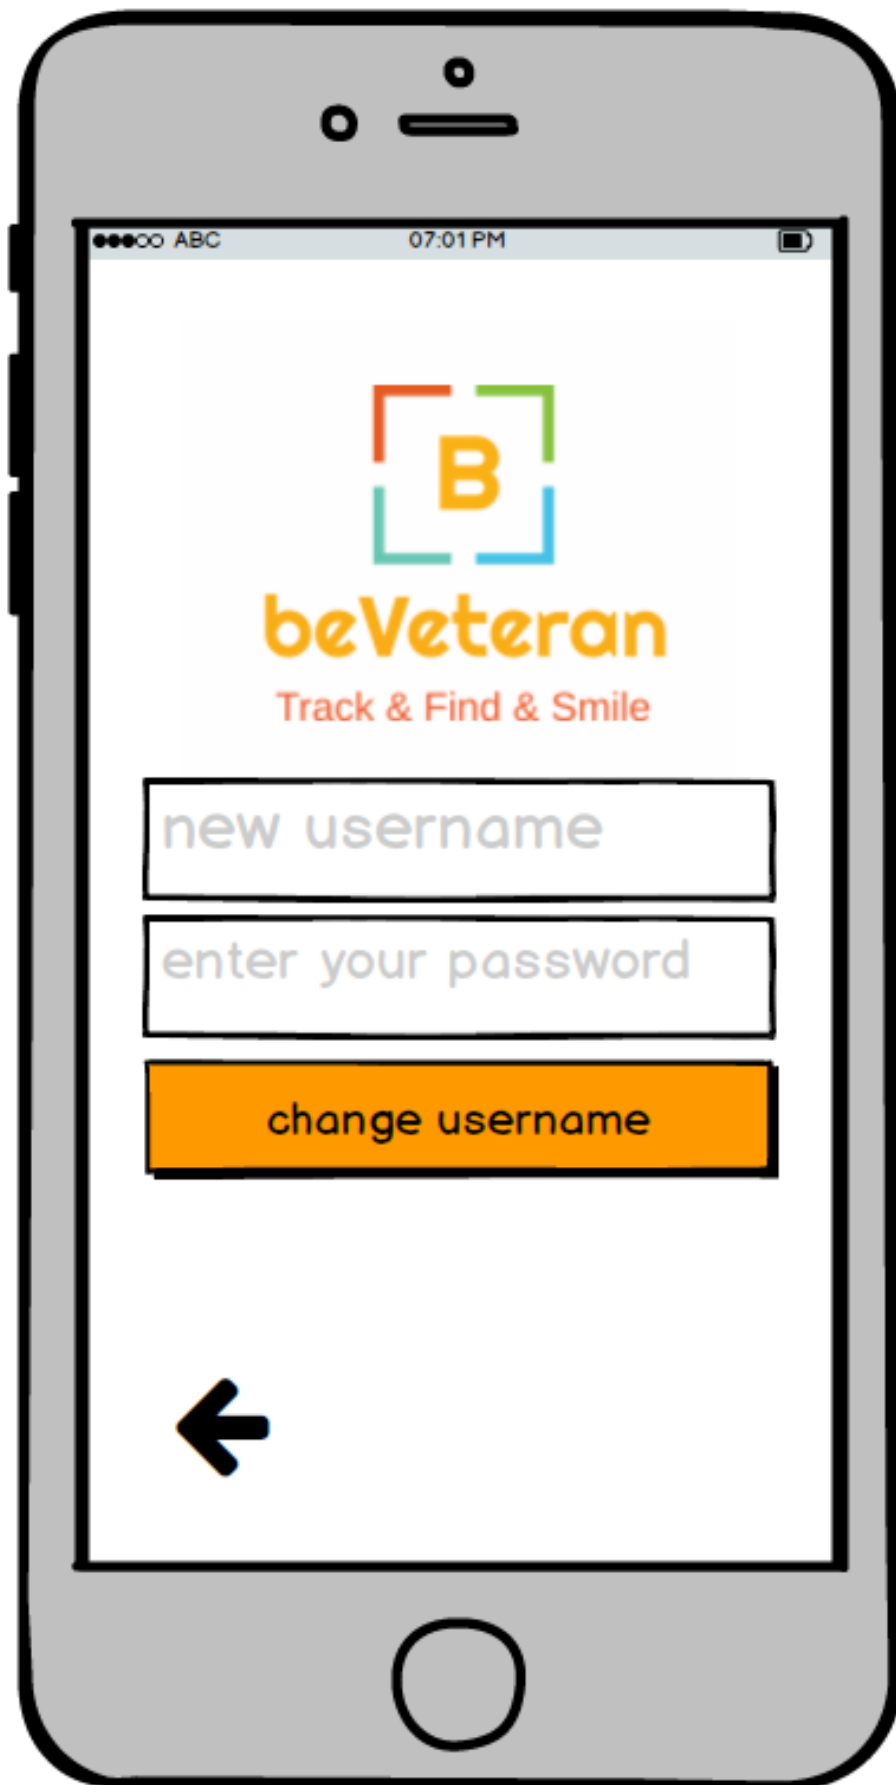 ABC 07:01 PM
B
beVeteran
Track & Find & Smile
new username
enter your password
change username